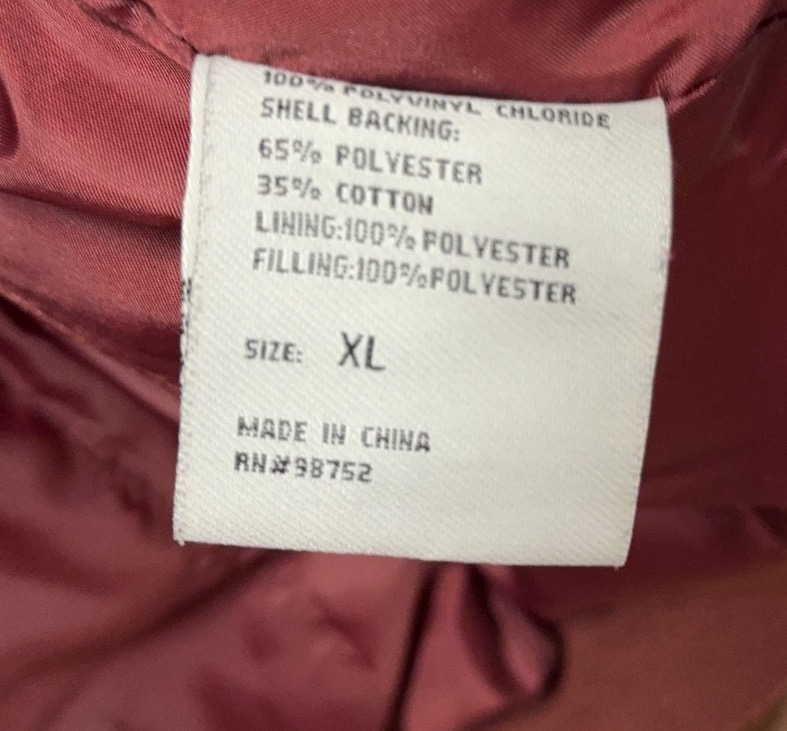 100% POLYVINYL CHLORIDE
SHELL BACKING:
65% POLYESTER
35% COTTON
LINING:100% POLYESTER
FILLING:100%POLYESTER
SIZE: XL
MADE IN CHINA
RN#98752